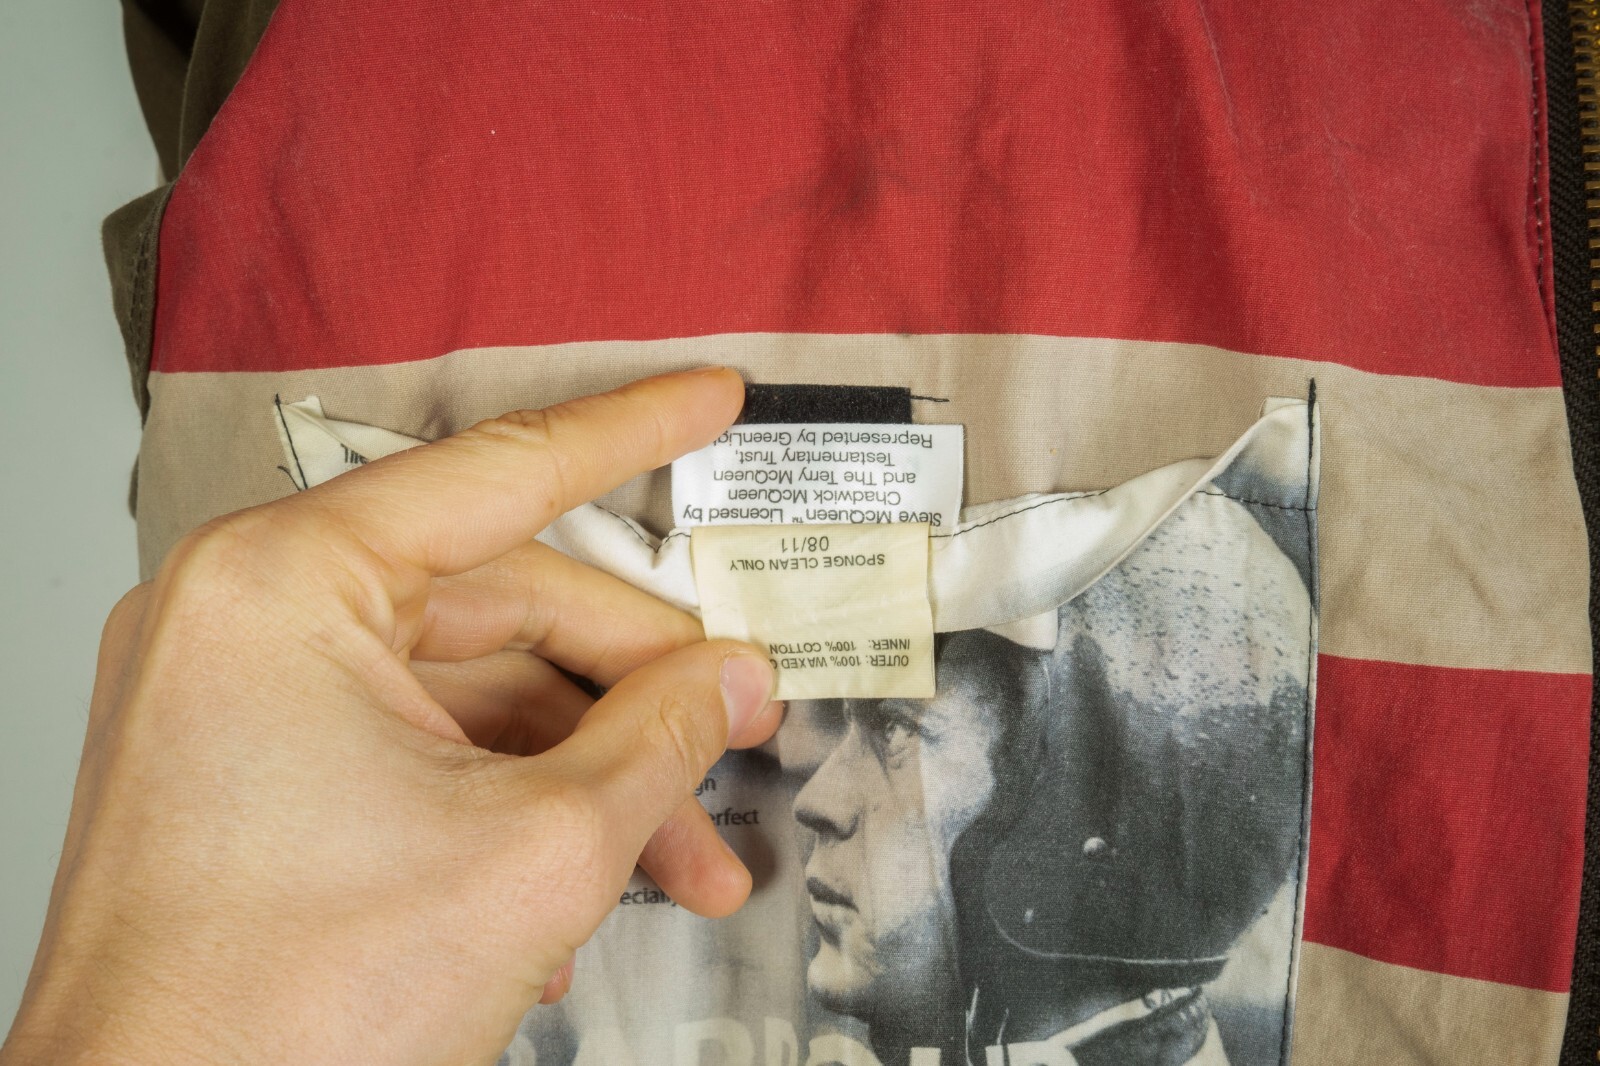 Steve McQueen™ Licensed by
Chadwick McQueen
and The Terry McQueen
Testamentary Trust,
Represented by
OUTER: 100% WAXED
INNER: 100% COTTON
SPONGE CLEAN ONLY
08/11